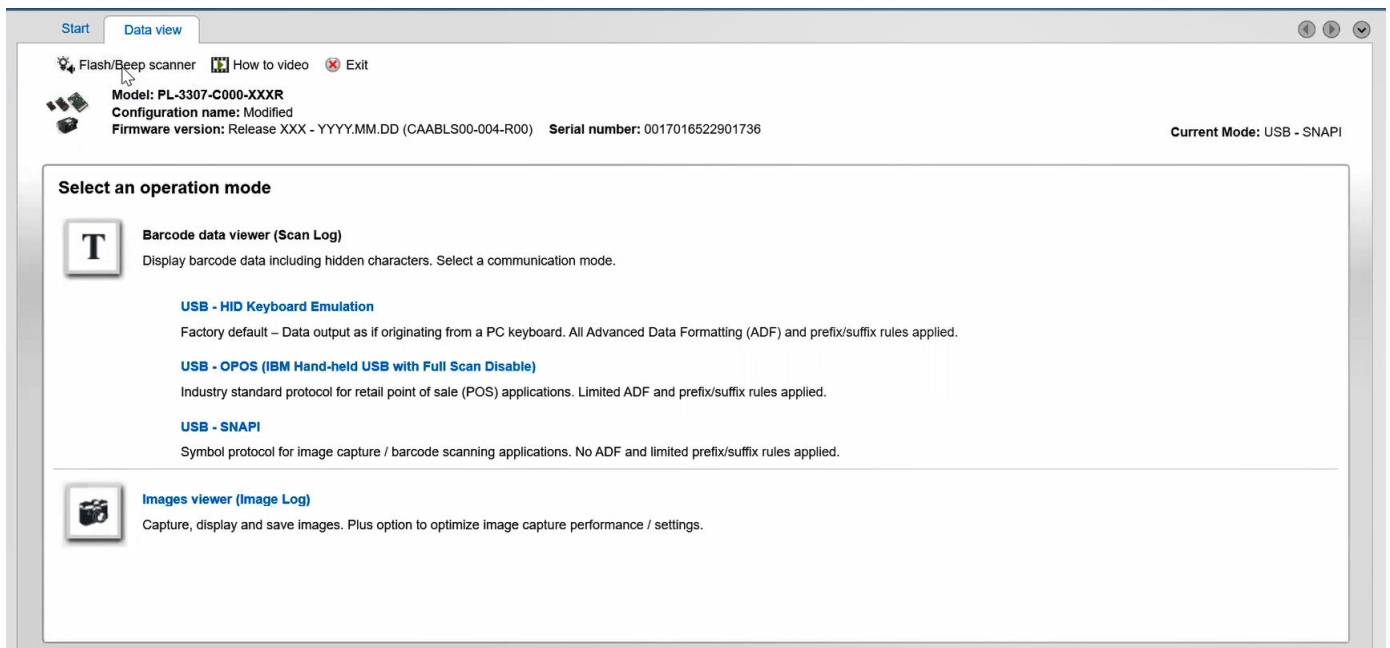 Start Data view
Flash/Beep scanner How to video Exit
Model: PL-3307-C000-XXXR
Configuration name: Modified
Firmware version: Release XXX - YYYY.MM.DD (CAABLS00-004-R00) Serial number: 0017016522901736
Current Mode: USB - SNAPI
Select an operation mode
T
Barcode data viewer (Scan Log)
Display barcode data including hidden characters. Select a communication mode.
USB - HID Keyboard Emulation
Factory default – Data output as if originating from a PC keyboard. All Advanced Data Formatting (ADF) and prefix/suffix rules applied.
USB - OPOS (IBM Hand-held USB with Full Scan Disable)
Industry standard protocol for retail point of sale (POS) applications. Limited ADF and prefix/suffix rules applied.
USB - SNAPI
Symbol protocol for image capture / barcode scanning applications. No ADF and limited prefix/suffix rules applied.
Images viewer (Image Log)
Capture, display and save images. Plus option to optimize image capture performance / settings.